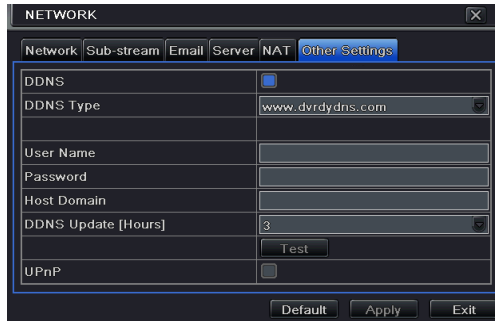 NETWORK
Network Sub-stream Email Server NAT Other Settings
DDNS
DDNS Type www.dvrdydns.com
User Name
Password
Host Domain
DDNS Update [Hours] 3
Test
UPnP
Default Apply Exit